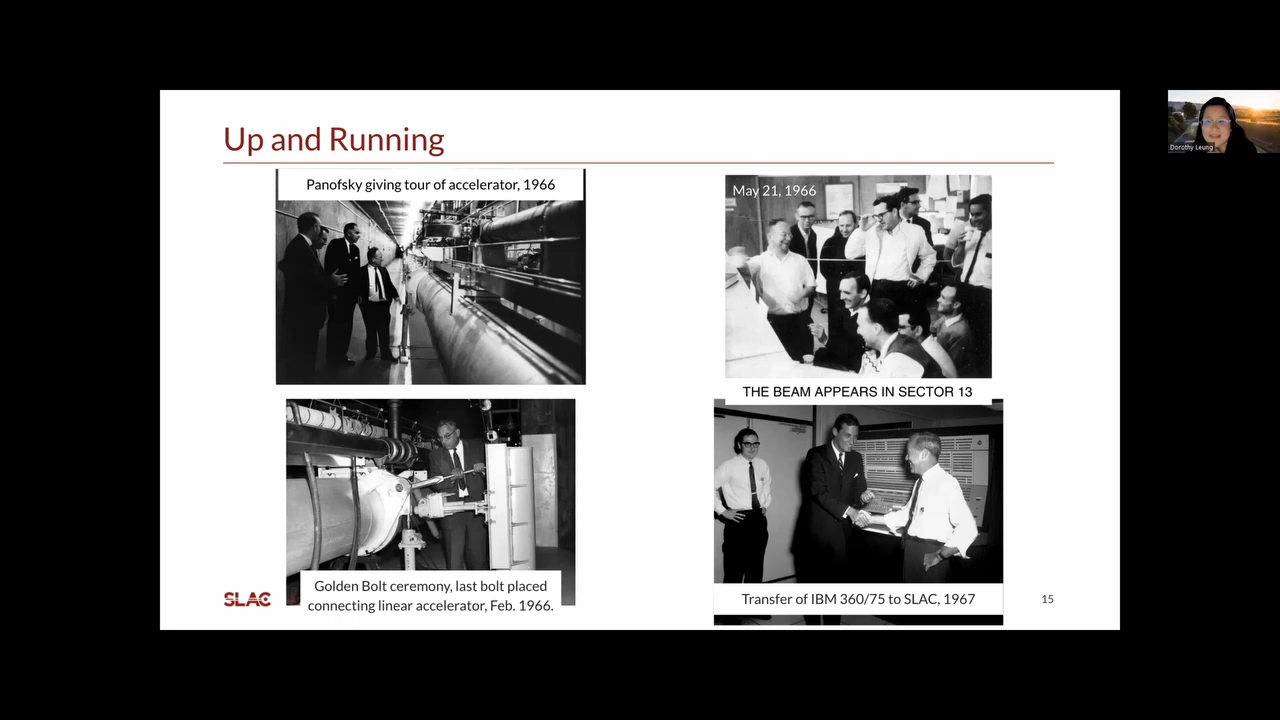 Up and Running
Panofsky giving tour of accelerator, 1966
May 21, 1966
THE BEAM APPEARS IN SECTOR 13
Golden Bolt ceremony, last bolt placed
connecting linear accelerator, Feb. 1966.
Transfer of IBM 360/75 to SLAC, 1967
SLAC
15
Dorothy Leung